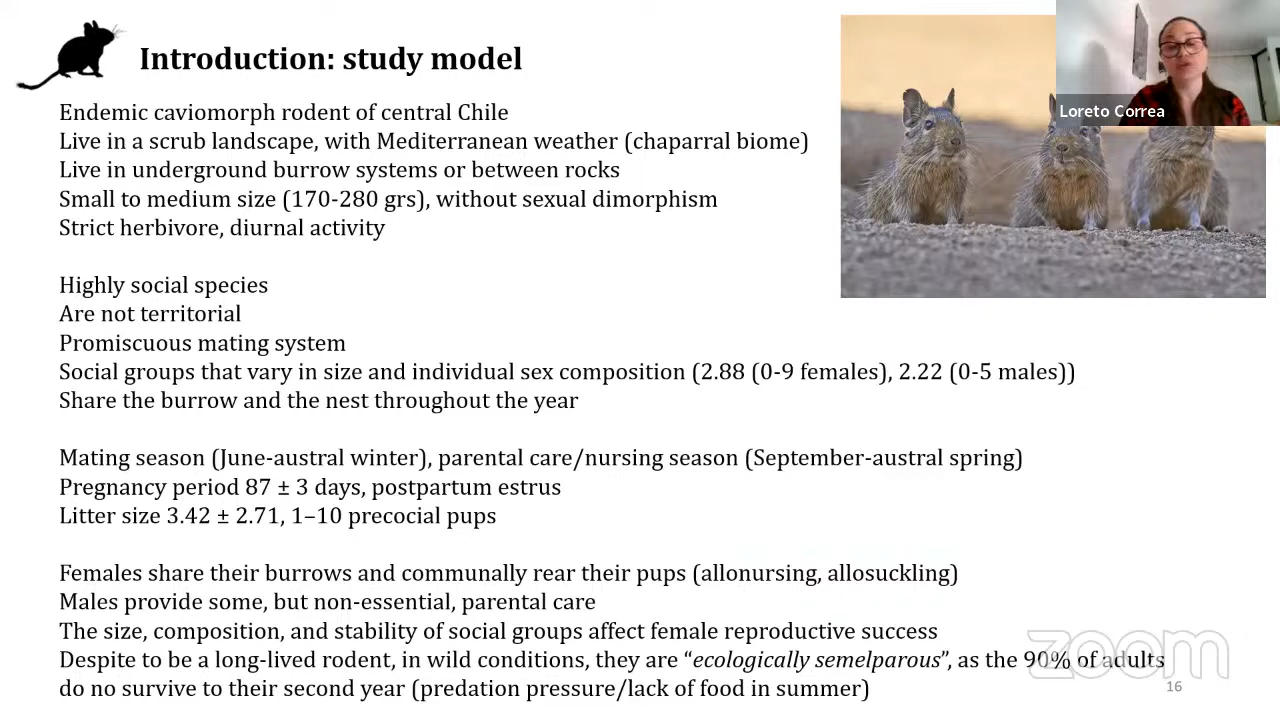 Introduction: study model
Loreto Correa
Endemic caviomorph rodent of central Chile
Live in a scrub landscape, with Mediterranean weather (chaparral biome)
Live in underground burrow systems or between rocks
Small to medium size (170-280 grs), without sexual dimorphism
Strict herbivore, diurnal activity
Highly social species
Are not territorial
Promiscuous mating system
Social groups that vary in size and individual sex composition (2.88 (0-9 females), 2.22 (0-5 males))
Share the burrow and the nest throughout the year
Mating season (June-austral winter), parental care/nursing season (September-austral spring)
Pregnancy period 87 ± 3 days, postpartum estrus
Litter size 3.42 ± 2.71, 1–10 precocial pups
Females share their burrows and communally rear their pups (allonursing, allosuckling)
Males provide some, but non-essential, parental care
The size, composition, and stability of social groups affect female reproductive success
Despite to be a long-lived rodent, in wild conditions, they are “ecologically semelparous”, as the 90% of adults
do no survive to their second year (predation pressure/lack of food in summer)
zoom
16